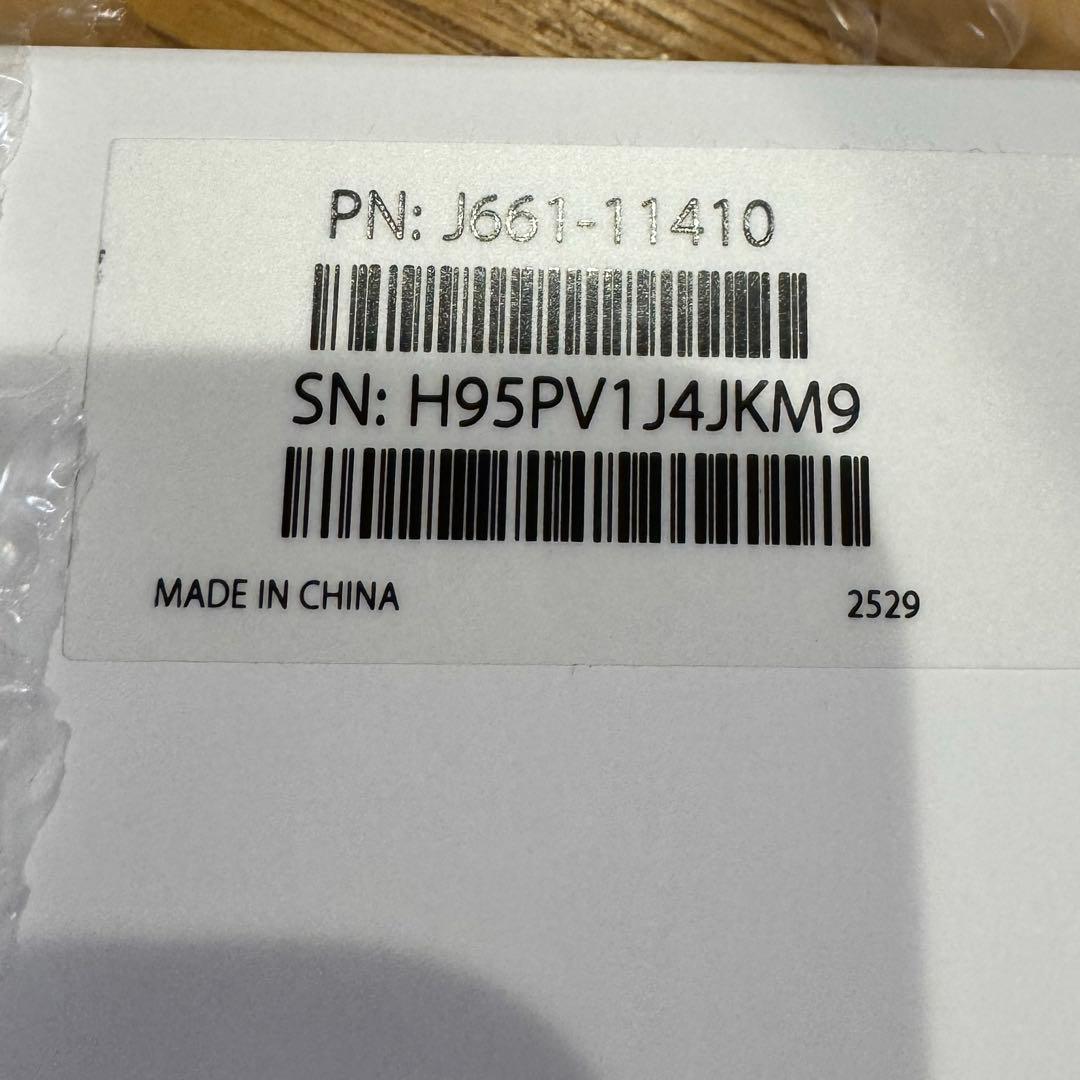 PN: J661-11410
SN: H95PV1J4JKM9
MADE IN CHINA
2529